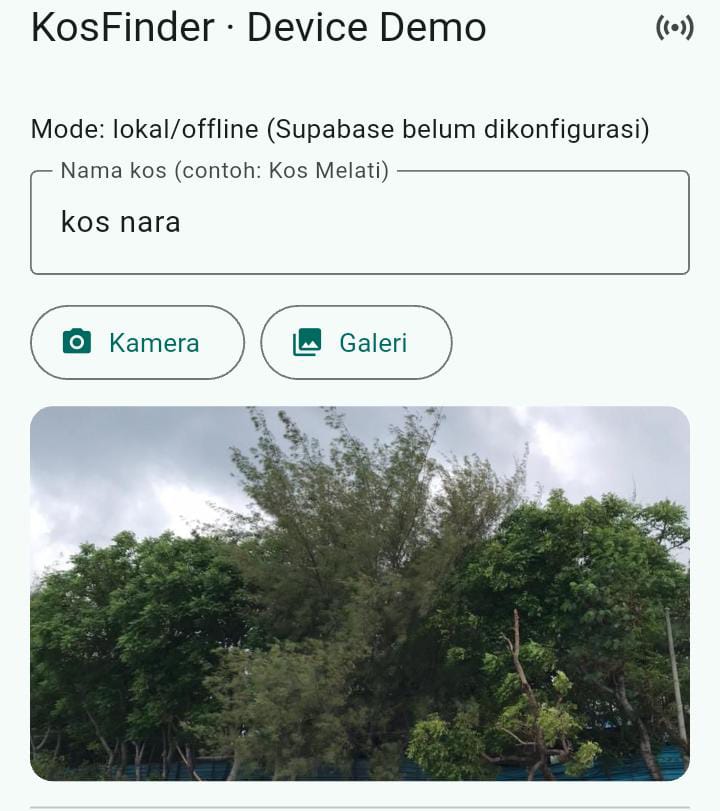 KosFinder · Device Demo
Mode: lokal/offline (Supabase belum dikonfigurasi)
Nama kos (contoh: Kos Melati)
kos nara
Kamera
Galeri